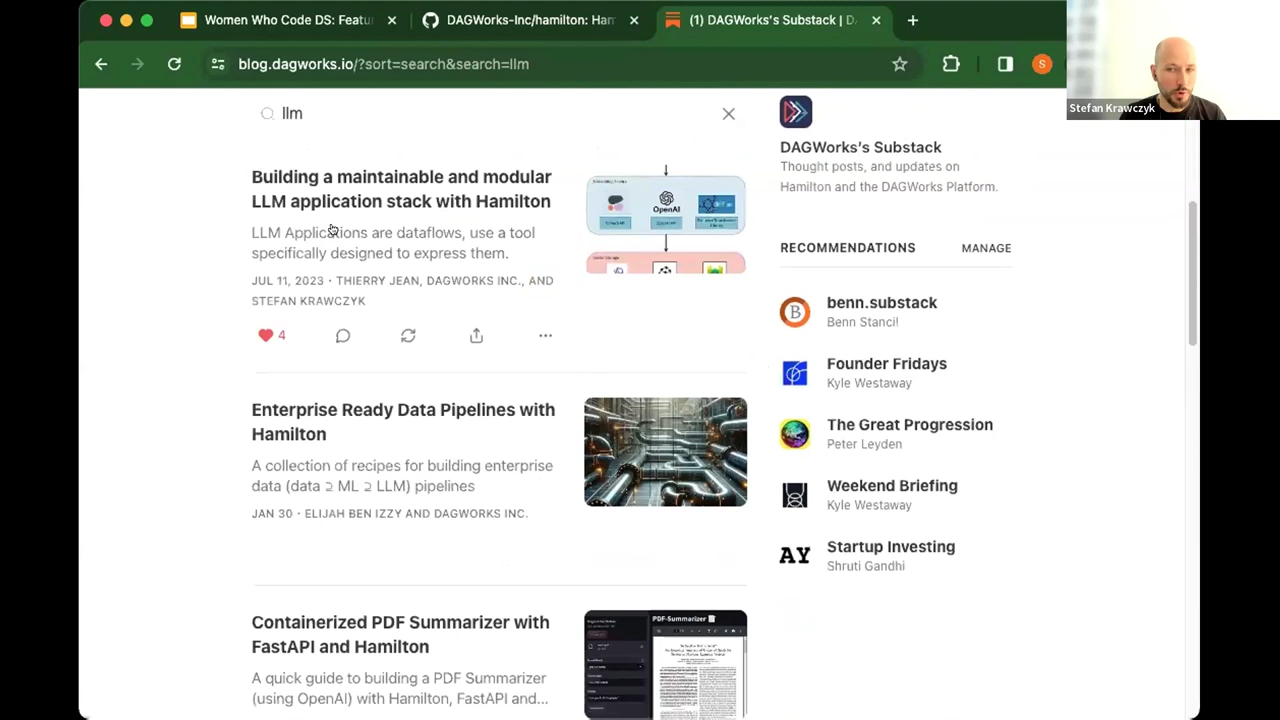 Women Who Code DS: Featu
DAGWorks-Inc/hamilton: Ham
(1) DAGWorks's Substack | D
blog.dagworks.io/?sort=search&search=llm
S
Stefan Krawczyk
llm
Building a maintainable and modular
LLM application stack with Hamilton
LLM Applications are dataflows, use a tool
specifically designed to express them.
JUL 11, 2023 · THIERRY JEAN, DAGWORKS INC., AND
STEFAN KRAWCZYK
4
OpenAI
Enterprise Ready Data Pipelines with
Hamilton
A collection of recipes for building enterprise
data (data ⊇ ML ⊇ LLM) pipelines
JAN 30 · ELIJAH BEN IZZY AND DAGWORKS INC.
Containerized PDF Summarizer with
FastAPI and Hamilton
A quick guide to building a PDF Summarizer
PDF-Summarizer
DAGWorks's Substack
Thought posts, and updates on
Hamilton and the DAGWorks Platform.
RECOMMENDATIONS
MANAGE
B
benn.substack
Benn Stancil
Founder Fridays
Kyle Westaway
The Great Progression
Peter Leyden
Weekend Briefing
Kyle Westaway
AY
Startup Investing
Shruti Gandhi